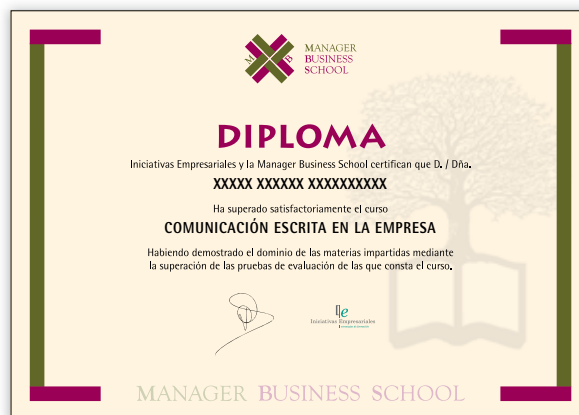 M B S
MANAGER
BUSINESS
SCHOOL
DIPLOMA
Iniciativas Empresariales y la Manager Business School certifican que D. / Dña.
XXXXX XXXXXX XXXXXXXXXX
Ha superado satisfactoriamente el curso
COMUNICACIÓN ESCRITA EN LA EMPRESA
Habiendo demostrado el dominio de las materias impartidas mediante
la superación de las pruebas de evaluación de las que consta el curso.
Ie
Iniciativas Empresariales
MANAGER BUSINESS SCHOOL